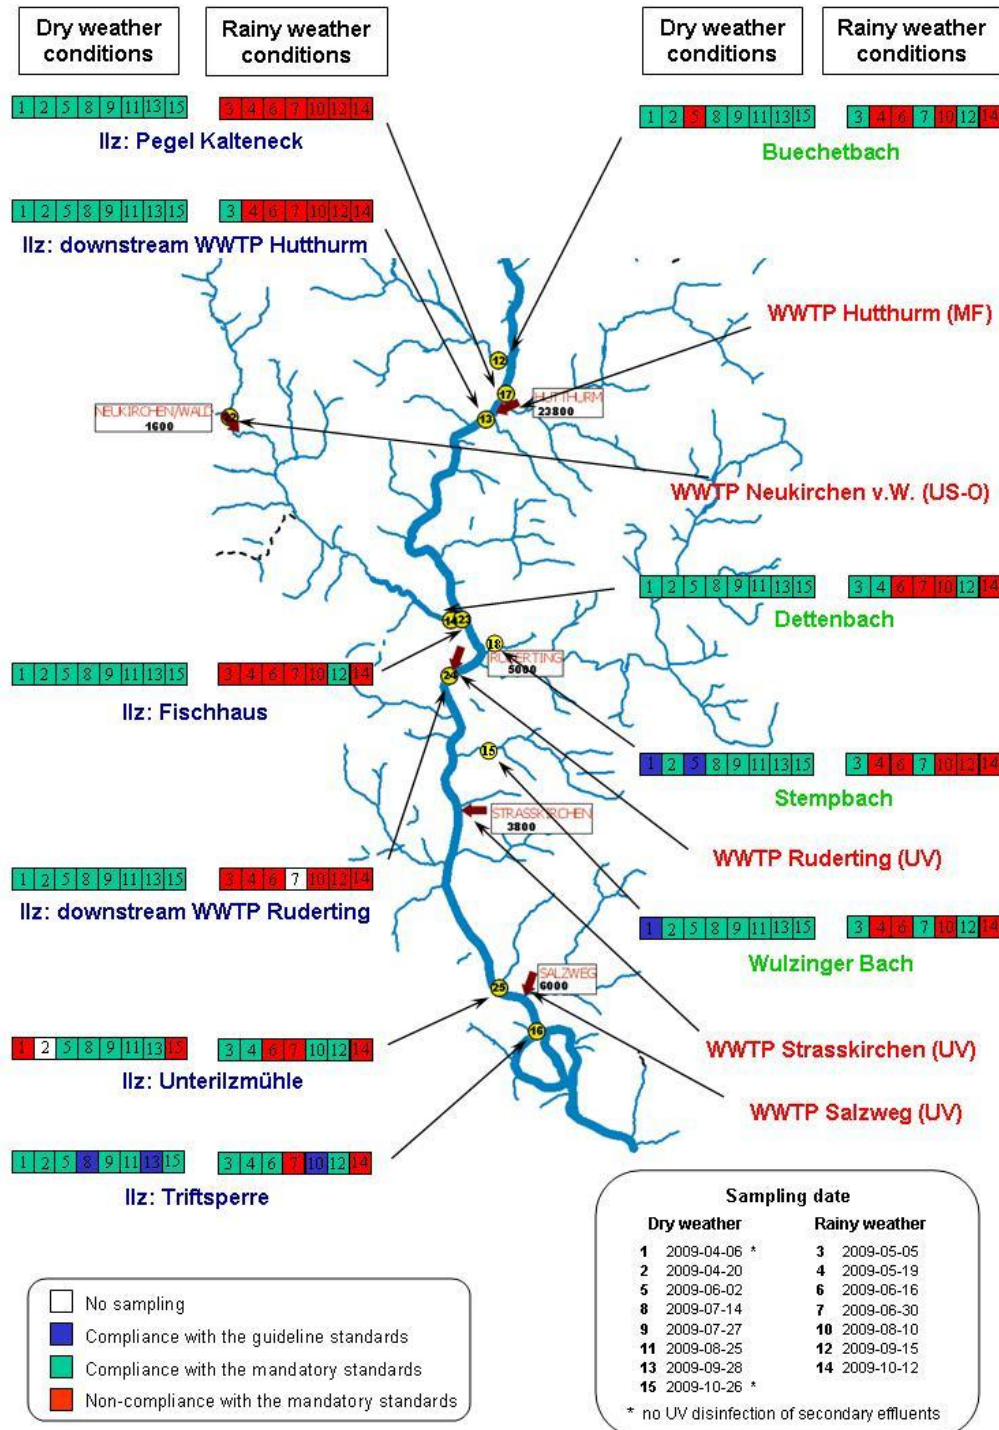 Dry weather conditions
Rainy weather conditions
Dry weather conditions
Rainy weather conditions
1 2 5 8 9 11 13 15
3 4 6 7 10 12 14
Ilz: Pegel Kalteneck
1 2 5 8 9 11 13 15
3 4 6 7 10 12 14
Buechetbach
1 2 5 8 9 11 13 15
3 4 6 7 10 12 14
Ilz: downstream WWTP Hutthurm
WWTP Hutthurm (MF)
12
17
13
HUTTHURM
23800
NEUKIRCHEN/WALD
1600
WWTP Neukirchen v.W. (US-O)
1 2 5 8 9 11 13 15
3 4 6 7 10 12 14
Dettenbach
14
23
18
RUDERTING
5000
24
1 2 5 8 9 11 13 15
3 4 6 7 10 12 14
Ilz: Fischhaus
15
1 2 5 8 9 11 13 15
3 4 6 7 10 12 14
Stempbach
STRASSKIRCHEN
3800
WWTP Ruderting (UV)
1 2 5 8 9 11 13 15
3 4 6 7 10 12 14
Ilz: downstream WWTP Ruderting
1 2 5 8 9 11 13 15
3 4 6 7 10 12 14
Wulzinger Bach
SALZWEG
6000
25
16
1 2 5 8 9 11 13 15
3 4 6 7 10 12 14
Ilz: Unterilzmühle
WWTP Strasskirchen (UV)
WWTP Salzweg (UV)
1 2 5 8 9 11 13 15
3 4 6 7 10 12 14
Ilz: Triftsperre
Sampling date
Dry weather
1 2009-04-06 *
2 2009-04-20
5 2009-06-02
8 2009-07-14
9 2009-07-27
11 2009-08-25
13 2009-09-28
15 2009-10-26 *
Rainy weather
3 2009-05-05
4 2009-05-19
6 2009-06-16
7 2009-06-30
10 2009-08-10
12 2009-09-15
14 2009-10-12
* no UV disinfection of secondary effluents
No sampling
Compliance with the guideline standards
Compliance with the mandatory standards
Non-compliance with the mandatory standards